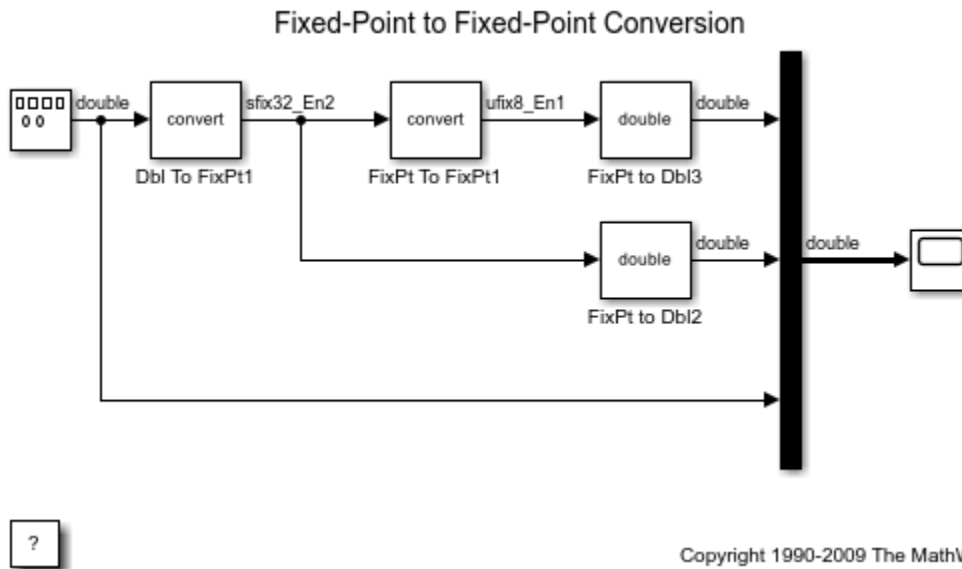 Fixed-Point to Fixed-Point Conversion
double
convert
Dbl To FixPt1
sfix32_En2
convert
FixPt To FixPt1
ufix8_En1
double
FixPt to Dbl3
double
double
FixPt to Dbl2
double
double
?
Copyright 1990-2009 The MathW